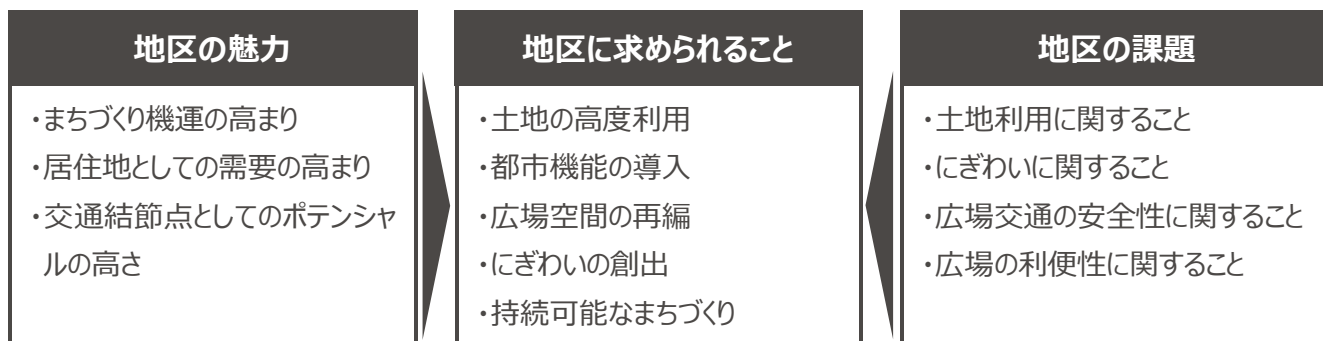 地区の魅力
・まちづくり機運の高まり
・居住地としての需要の高まり
・交通結節点としてのポテンシャ
ルの高さ
地区に求められること
・土地の高度利用
・都市機能の導入
・広場空間の再編
・にぎわいの創出
・持続可能なまちづくり
地区の課題
・土地利用に関すること
・にぎわいに関すること
・広場交通の安全性に関すること
・広場の利便性に関すること